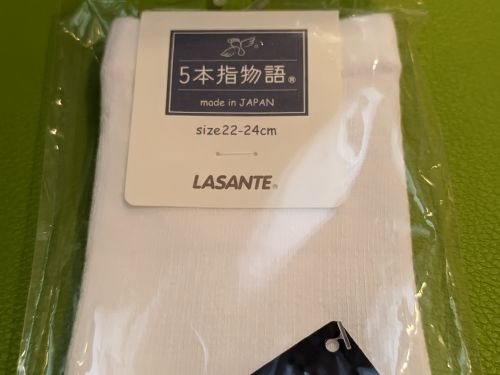 5本指物語®
made in JAPAN
size22-24cm
LASANTE®